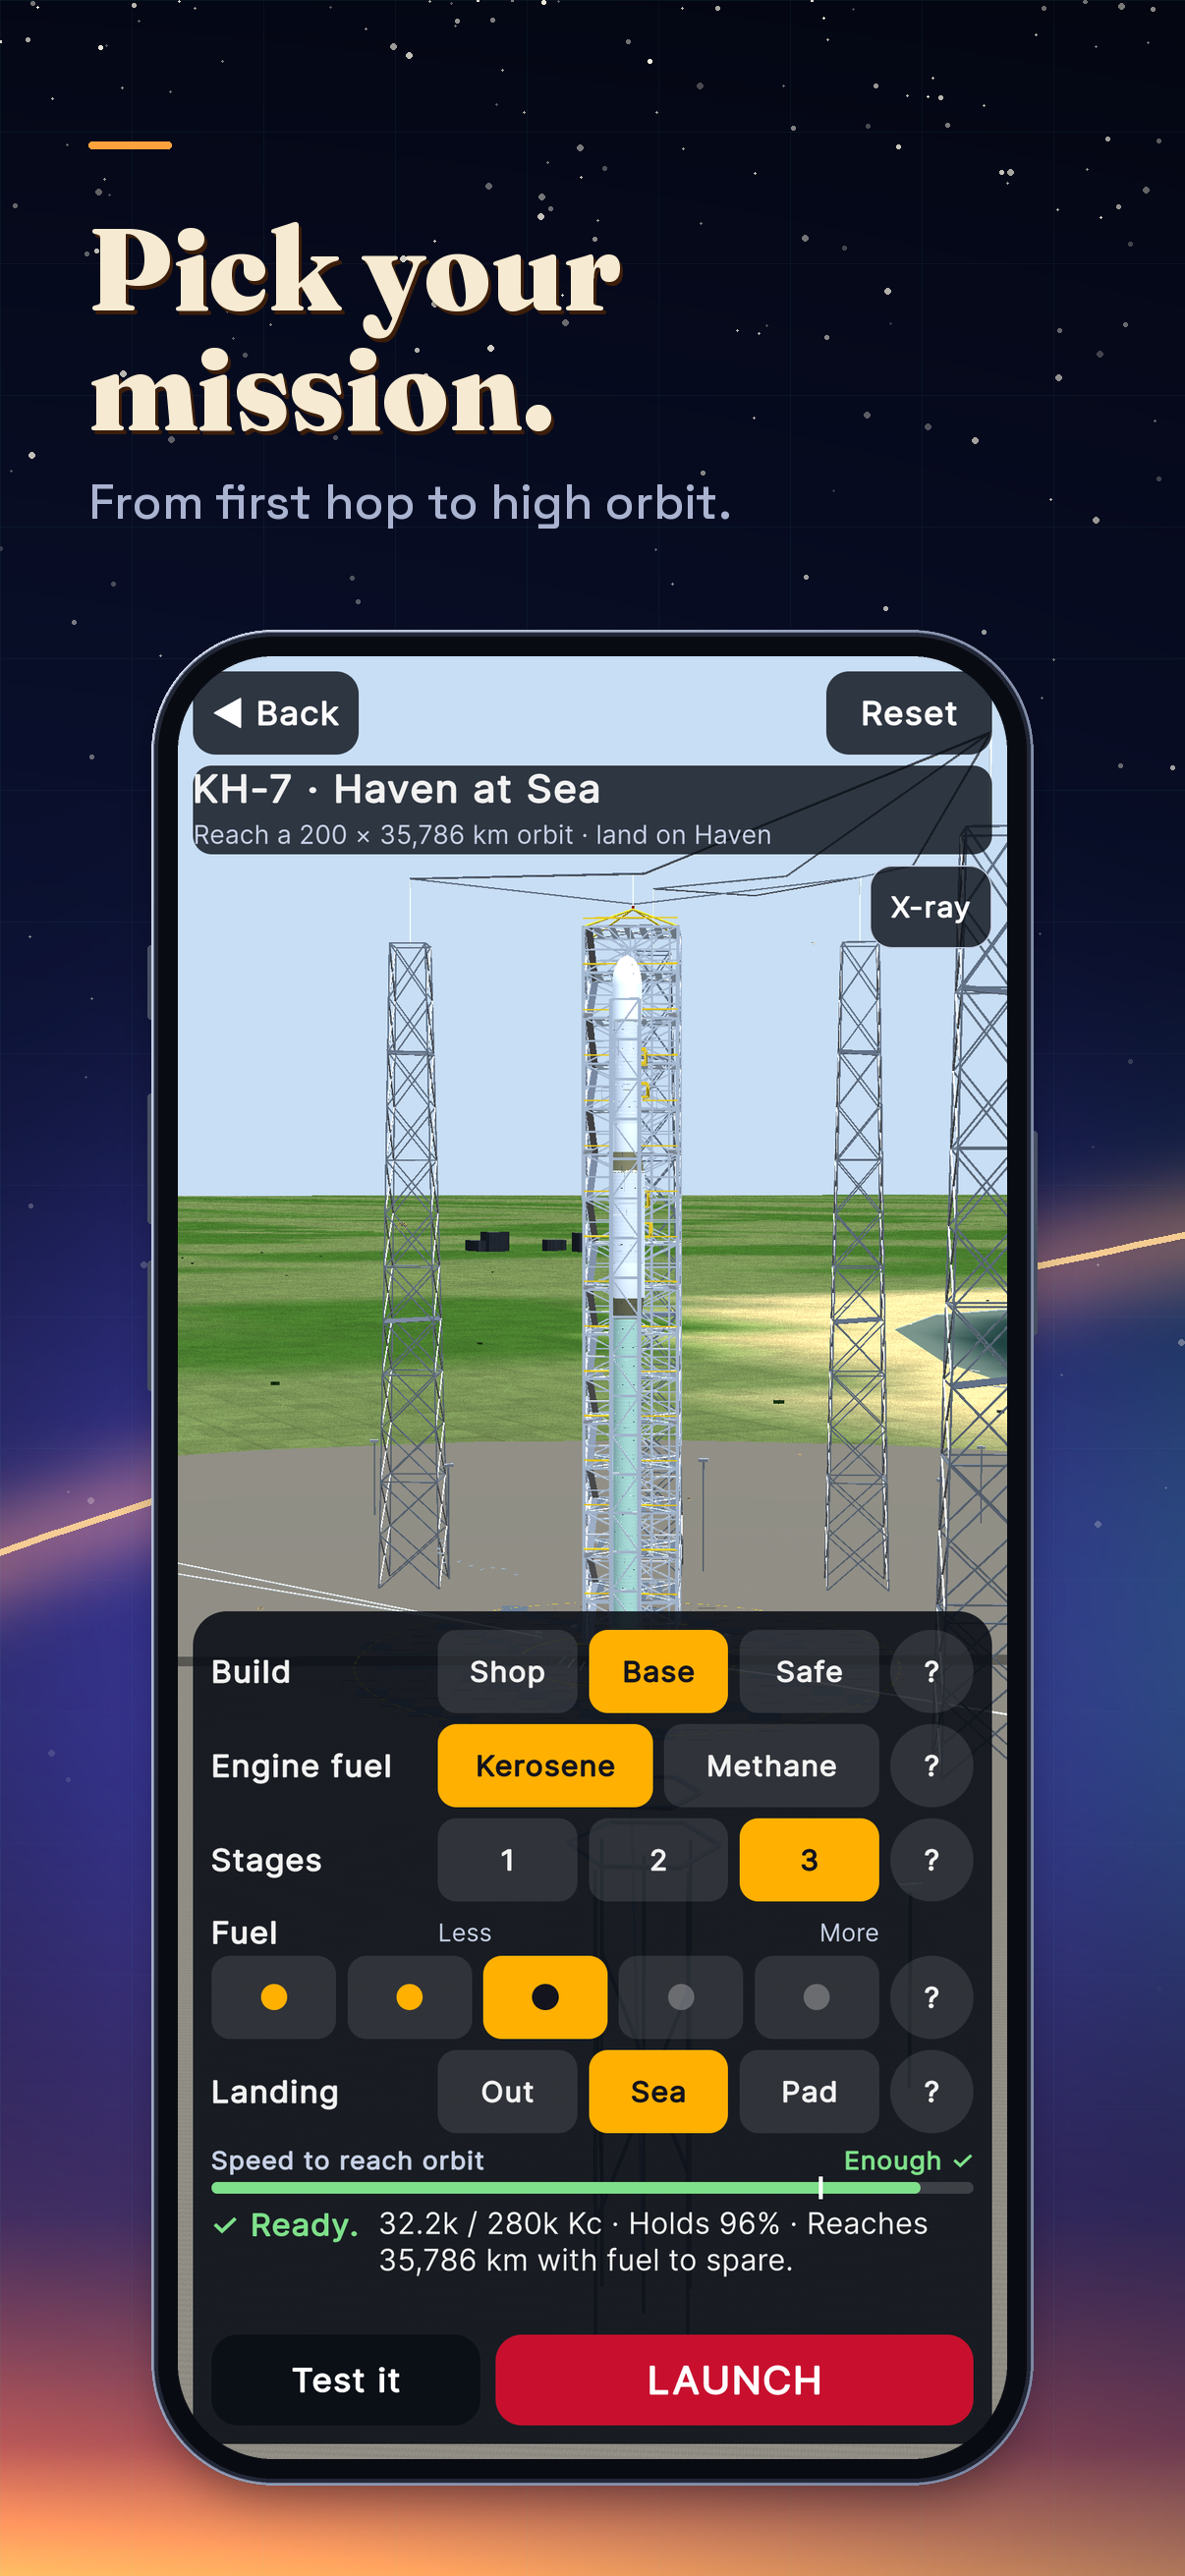 Pick your
mission.
From first hop to high orbit.
◀ Back
Reset
KH-7 · Haven at Sea
Reach a 200 × 35,786 km orbit · land on Haven
X-ray
Build Shop Base Safe ?
Engine fuel Kerosene Methane ?
Stages 1 2 3 ?
Fuel Less More
?
Landing Out Sea Pad ?
Speed to reach orbit Enough ✓
✓ Ready. 32.2k / 280k Kc · Holds 96% · Reaches
35,786 km with fuel to spare.
Test it LAUNCH